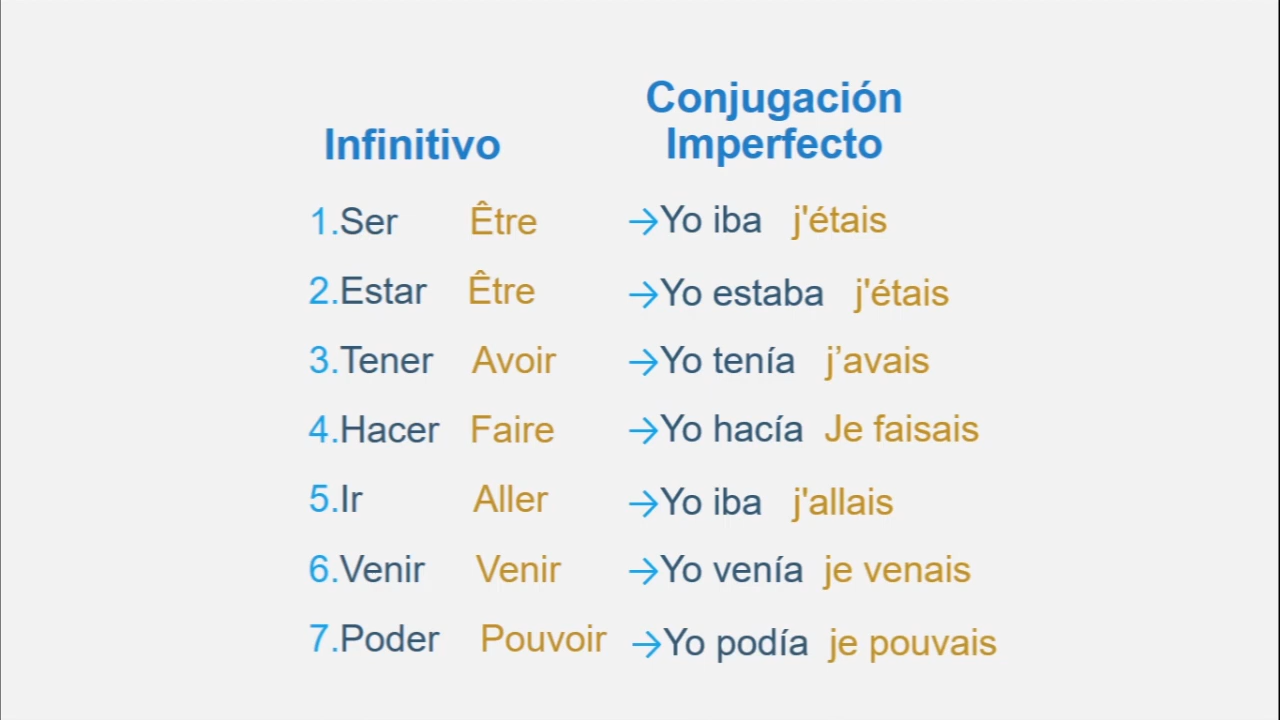 Infinitivo
Conjugación
Imperfecto
1.Ser Être →Yo iba j'étais
2.Estar Être →Yo estaba j'étais
3.Tener Avoir →Yo tenía j’avais
4.Hacer Faire →Yo hacía Je faisais
5.Ir Aller →Yo iba j'allais
6.Venir Venir →Yo venía je venais
7.Poder Pouvoir →Yo podía je pouvais